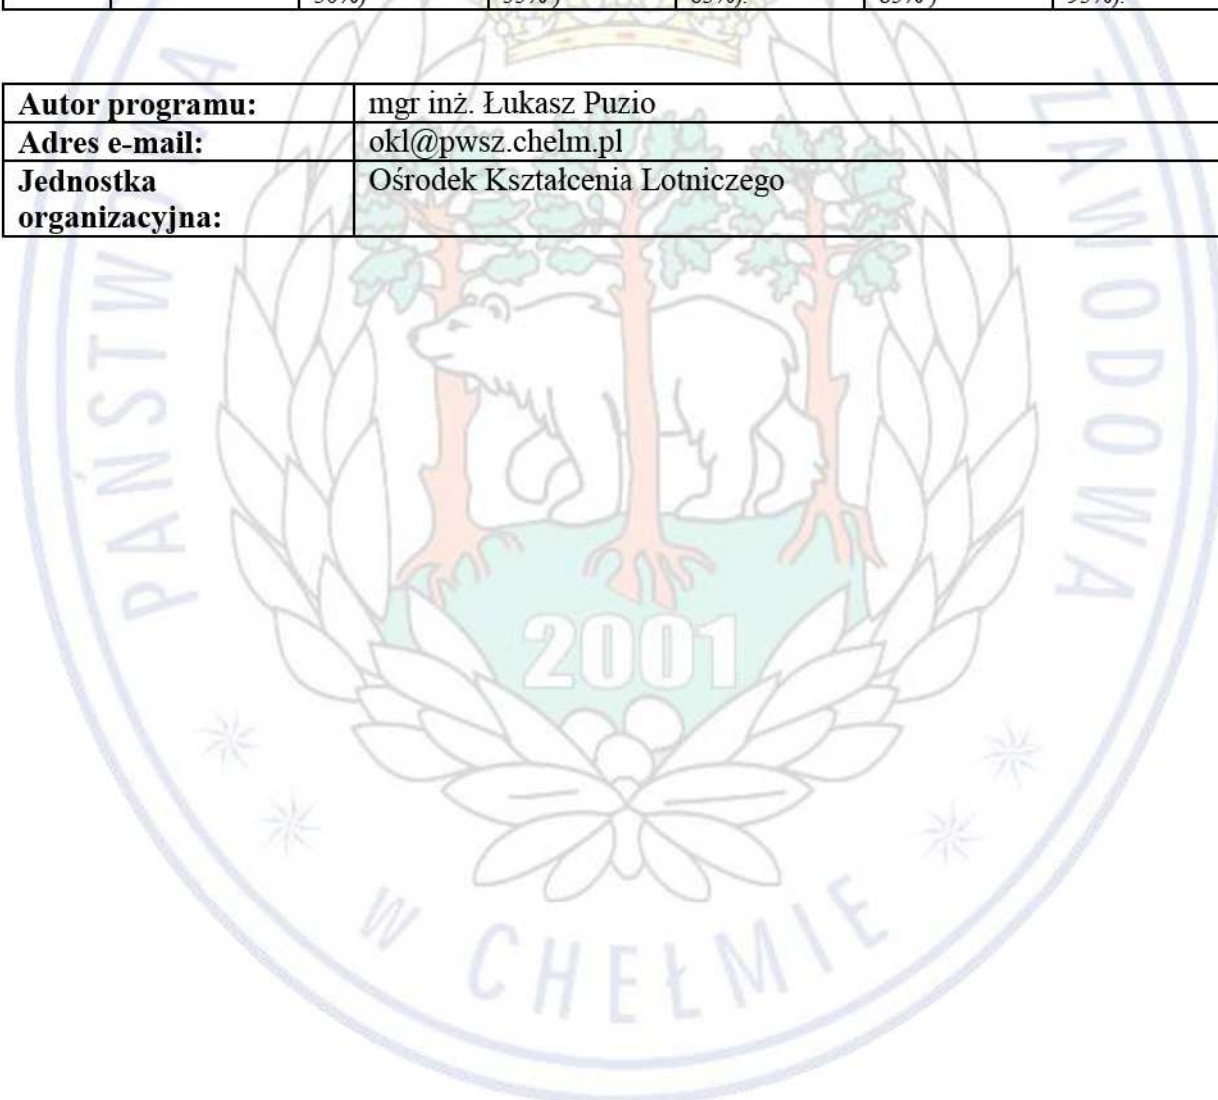 Autor programu: mgr inż. Łukasz Puzio
Adres e-mail: okl@pwsz.chelm.pl
Jednostka Ośrodek Kształcenia Lotniczego
organizacyjna:
2001
W CHEŁMIE
ZAWODOWA